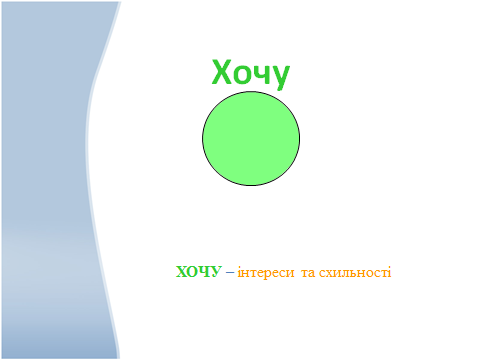 Хочу
ХОЧУ – інтереси та схильності